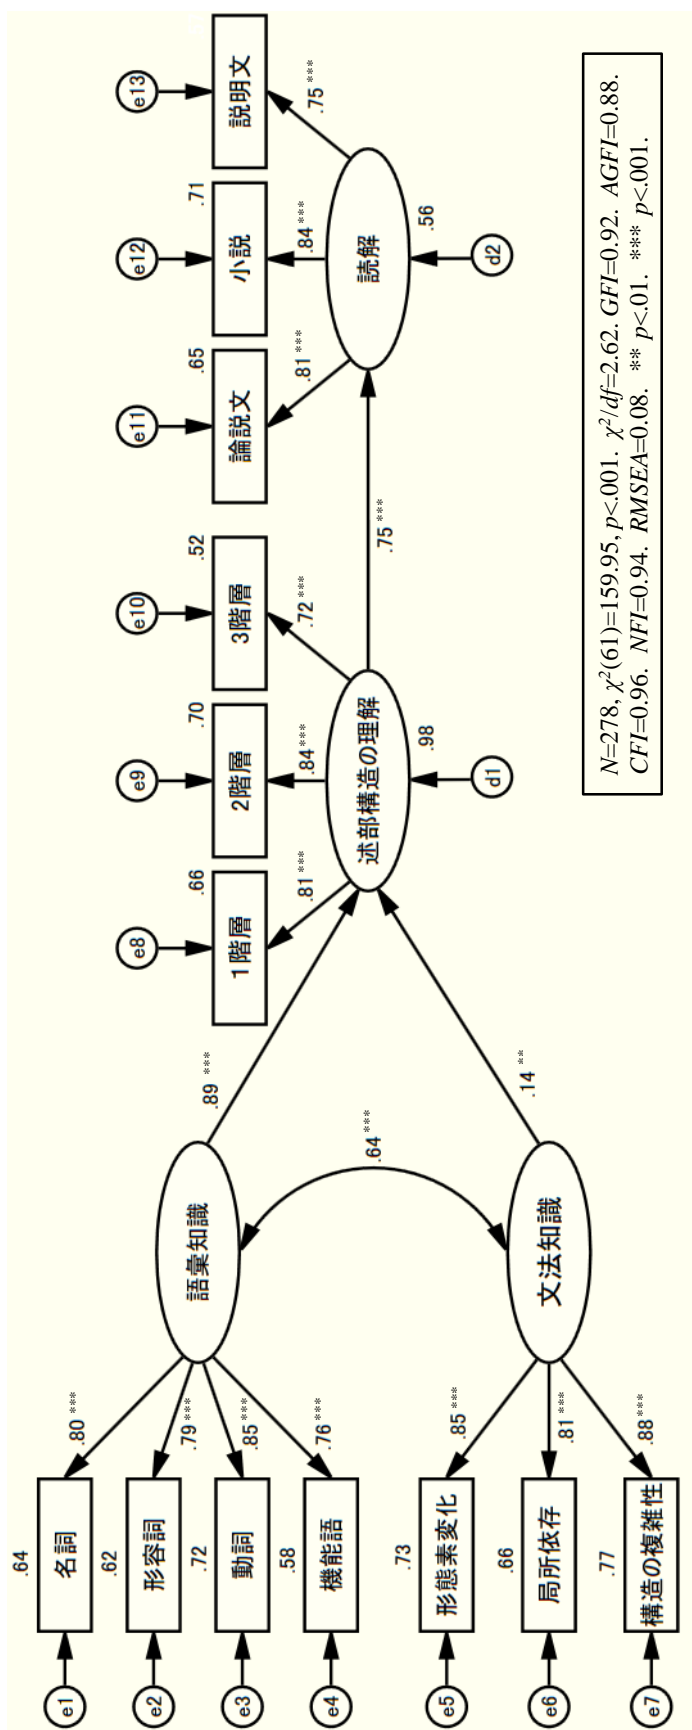 e1
.64
名詞
e2
.62
形容詞
e3
.72
動詞
e4
.58
機能語
.80 ***
.79 ***
.85 ***
.76 ***
語彙知識
e5
.73
形態素変化
e6
.66
局所依存
e7
.77
構造の複雑性
.85 ***
.81 ***
.88 ***
文法知識
.64 ***
.89 ***
.14 **
e8
.66
1階層
e9
.70
2階層
e10
.52
3階層
.81 ***
.84 ***
.72 ***
述部構造の理解
.98
d1
.75 ***
e11
.65
論説文
e12
.71
小説
e13
説明文
.81 ***
.84 ***
.75 ***
読解
.56
d2
N=278, χ²(61)=159.95, p<.001. χ²/df=2.62. GFI=0.92. AGFI=0.88.
CFI=0.96. NFI=0.94. RMSEA=0.08. ** p<.01. *** p<.001.